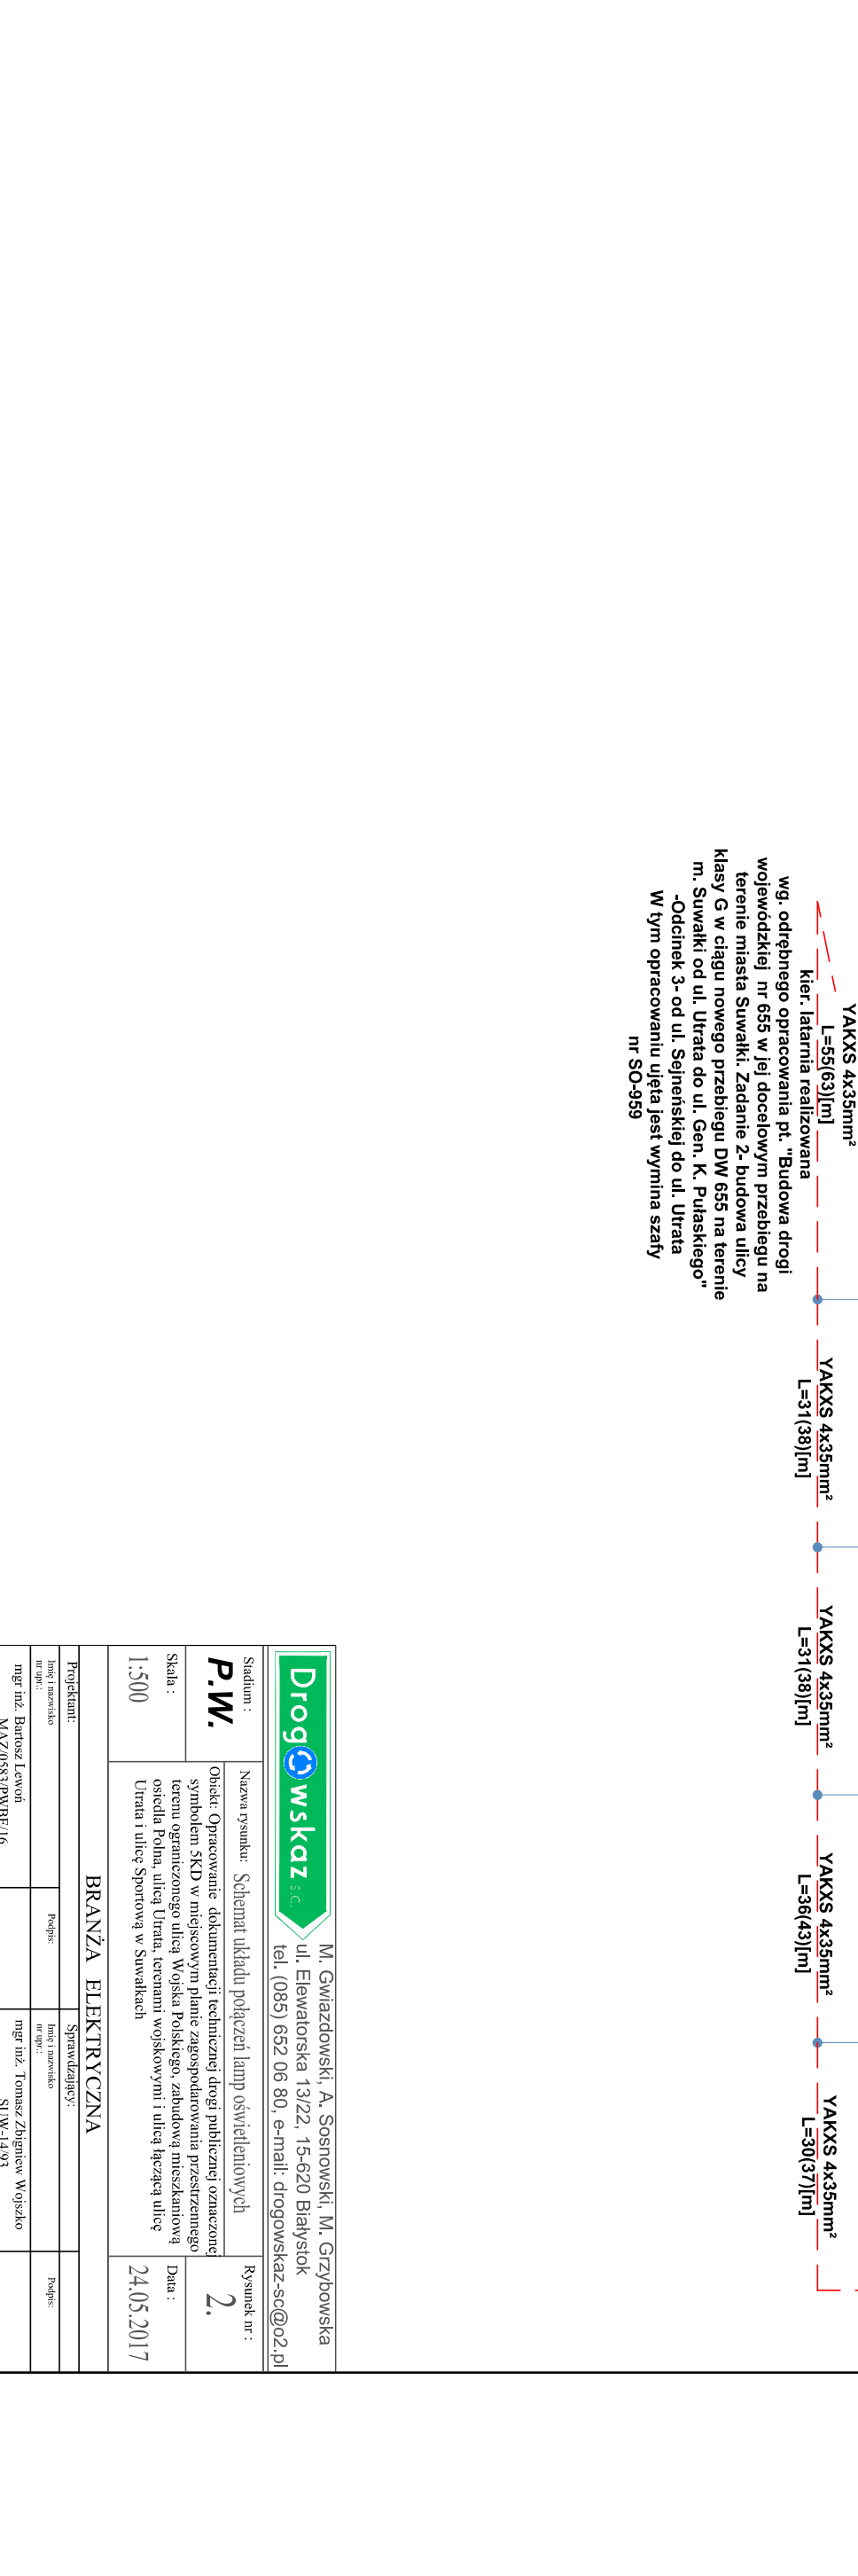 YAKXS 4x35mm²
L=55(63)[m]
kier. latarnia realizowana
wg. odrębnego opracowania pt. "Budowa drogi
wojewódzkiej nr 655 w jej docelowym przebiegu na
terenie miasta Suwałki. Zadanie 2- budowa ulicy
klasy G w ciągu nowego przebiegu DW 655 na terenie
m. Suwałki od ul. Utrata do ul. Gen. K. Pułaskiego"
-Odcinek 3- od ul. Sejneńskiej do ul. Utrata
W tym opracowaniu ujęta jest wymina szafy
nr SO-959
YAKXS 4x35mm²
L=31(38)[m]
YAKXS 4x35mm²
L=31(38)[m]
YAKXS 4x35mm²
L=36(43)[m]
YAKXS 4x35mm²
L=30(37)[m]
Drogowskaz s.c.
M. Gwiazdowski, A. Sosnowski, M. Grzybowska
ul. Elewatorska 13/22, 15-620 Białystok
tel. (085) 652 06 80, e-mail: drogowskaz-sc@o2.pl
Stadium :
P.W.
Nazwa rysunku: Schemat układu połączeń lamp oświetleniowych
Rysunek nr :
2.
Skala :
1:500
Obiekt: Opracowanie dokumentacji technicznej drogi publicznej oznaczonej
symbolem 5KD w miejscowym planie zagospodarowania przestrzennego
terenu ograniczonego ulicą Wojska Polskiego, zabudową mieszkaniową
osiedla Polna, ulicą Utrata, terenami wojskowymi i ulicą łączącą ulicę
Utrata i ulicę Sportową w Suwałkach
Data :
24.05.2017
BRANŻA ELEKTRYCZNA
Projektant:
Sprawdzający:
Imię i nazwisko
nr upr.:
Podpis:
Imię i nazwisko
nr upr.:
Podpis:
mgr inż. Bartosz Lewoń
MAZ/0583/PWBE/16
mgr inż. Tomasz Zbigniew Wojszko
SUW-14/93